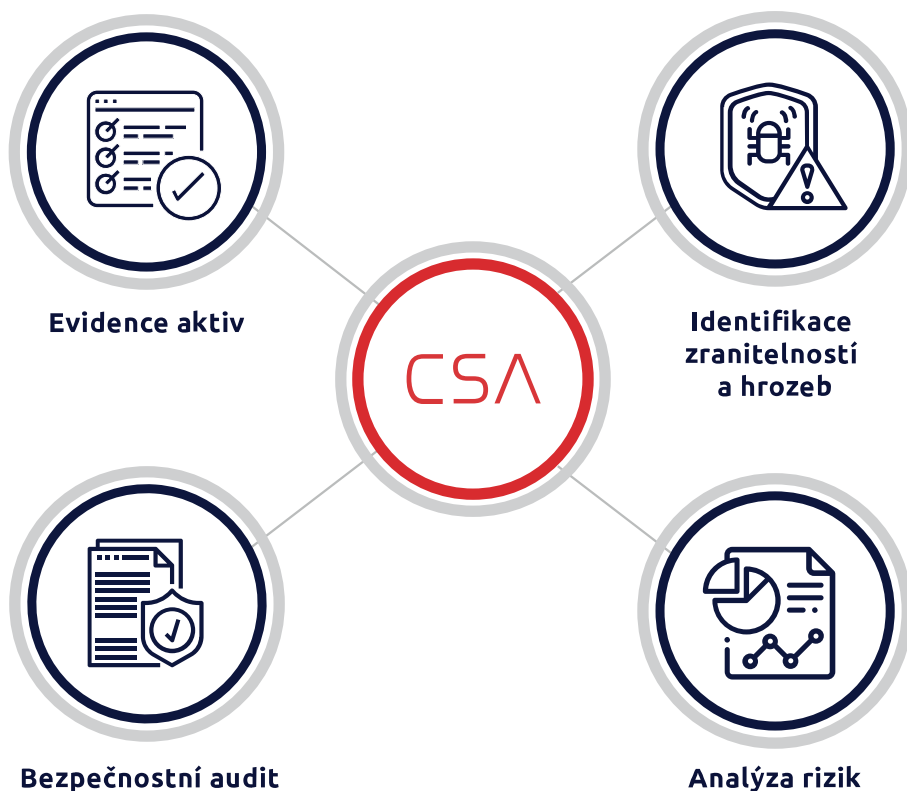 Evidence aktiv
Identifikace
zranitelností
a hrozeb
CSA
Bezpečnostní audit
Analýza rizik